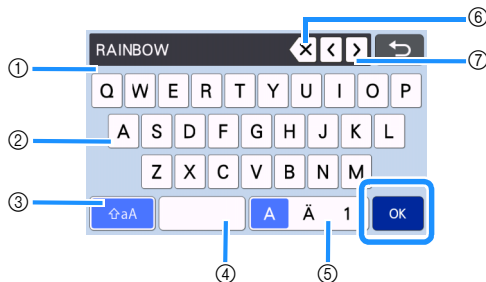 ⑥
RAINBOW
⑦
①
Q W E R T Y U I O P
② A S D F G H J K L
Z X C V B N M
③ ⇧aA A Ä 1 OK
④ ⑤